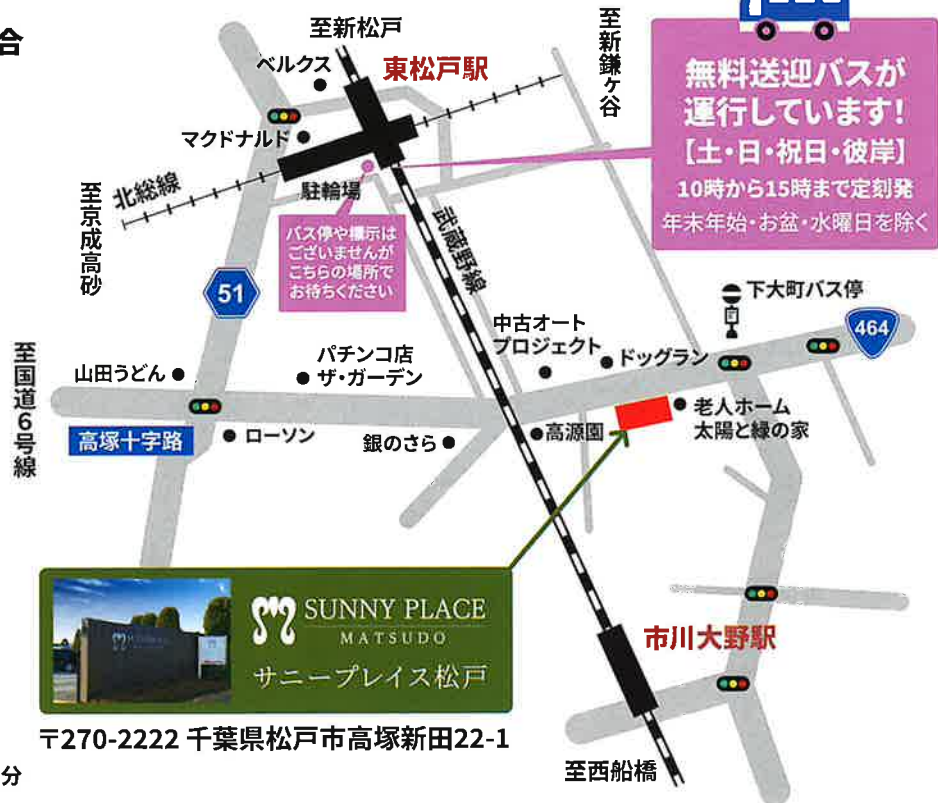 合
至新松戸
ベルクス
東松戸駅
至新鎌ヶ谷
無料送迎バスが
運行しています!
【土・日・祝日・彼岸】
10時から15時まで定刻発
年末年始・お盆・水曜日を除く
マクドナルド
駐輪場
北総線
至京成高砂
バス停や標示は
ございませんが
こちらの場所で
お待ちください
武蔵野線
51
下大町バス停
464
中古オート
プロジェクト
ドッグラン
パチンコ店
ザ・ガーデン
山田うどん
至国道6号線
高塚十字路
ローソン
銀のさら
高源園
老人ホーム
太陽と緑の家
SUNNY PLACE
MATSUDO
サニープレイス松戸
市川大野駅
〒270-2222 千葉県松戸市高塚新田22-1
至西船橋
分